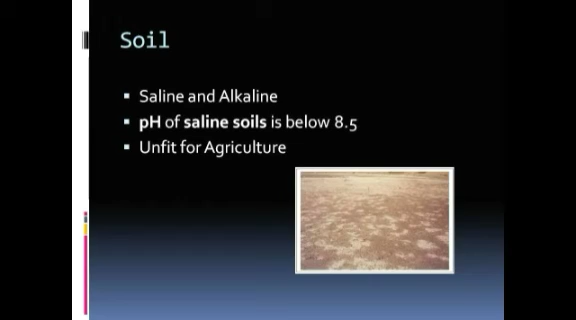 Soil
Saline and Alkaline
pH of saline soils is below 8.5
Unfit for Agriculture